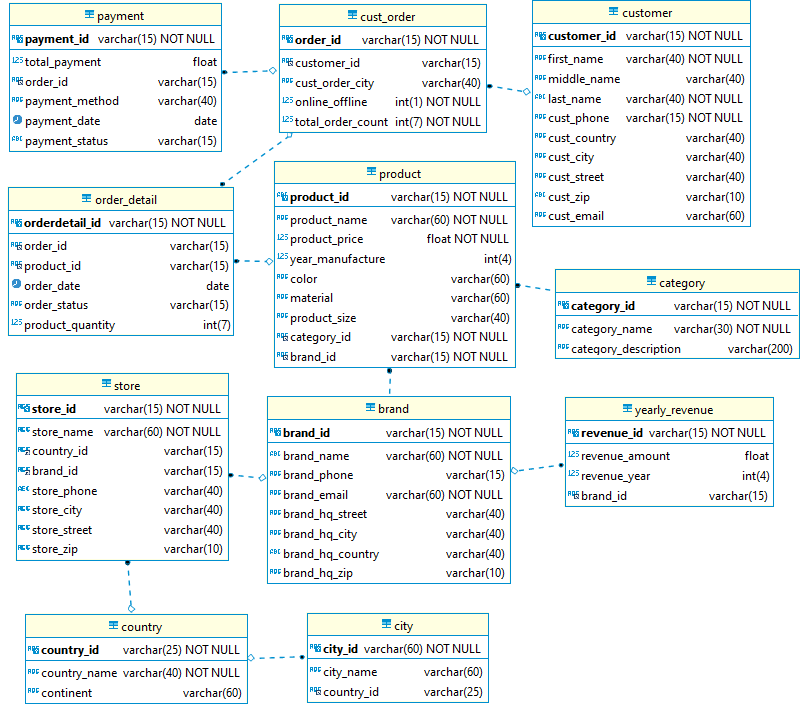 payment
payment_id varchar(15) NOT NULL
total_payment float
order_id varchar(15)
payment_method varchar(40)
payment_date date
payment_status varchar(15)
cust_order
order_id varchar(15) NOT NULL
customer_id varchar(15)
cust_order_city varchar(40)
online_offline int(1) NOT NULL
total_order_count int(7) NOT NULL
customer
customer_id varchar(15) NOT NULL
first_name varchar(40) NOT NULL
middle_name varchar(40)
last_name varchar(40) NOT NULL
cust_phone varchar(15) NOT NULL
cust_country varchar(40)
cust_city varchar(40)
cust_street varchar(40)
cust_zip varchar(10)
cust_email varchar(60)
order_detail
orderdetail_id varchar(15) NOT NULL
order_id varchar(15)
product_id varchar(15)
order_date date
order_status varchar(15)
product_quantity int(7)
product
product_id varchar(15) NOT NULL
product_name varchar(60) NOT NULL
product_price float NOT NULL
year_manufacture int(4)
color varchar(60)
material varchar(60)
product_size varchar(40)
category_id varchar(15) NOT NULL
brand_id varchar(15) NOT NULL
category
category_id varchar(15) NOT NULL
category_name varchar(30) NOT NULL
category_description varchar(200)
store
store_id varchar(15) NOT NULL
store_name varchar(60) NOT NULL
country_id varchar(15)
brand_id varchar(15)
store_phone varchar(40)
store_city varchar(40)
store_street varchar(40)
store_zip varchar(10)
brand
brand_id varchar(15) NOT NULL
brand_name varchar(60) NOT NULL
brand_phone varchar(15)
brand_email varchar(60) NOT NULL
brand_hq_street varchar(40)
brand_hq_city varchar(40)
brand_hq_country varchar(40)
brand_hq_zip varchar(10)
yearly_revenue
revenue_id varchar(15) NOT NULL
revenue_amount float
revenue_year int(4)
brand_id varchar(15)
country
country_id varchar(25) NOT NULL
country_name varchar(40) NOT NULL
continent varchar(60)
city
city_id varchar(60) NOT NULL
city_name varchar(60)
country_id varchar(25)